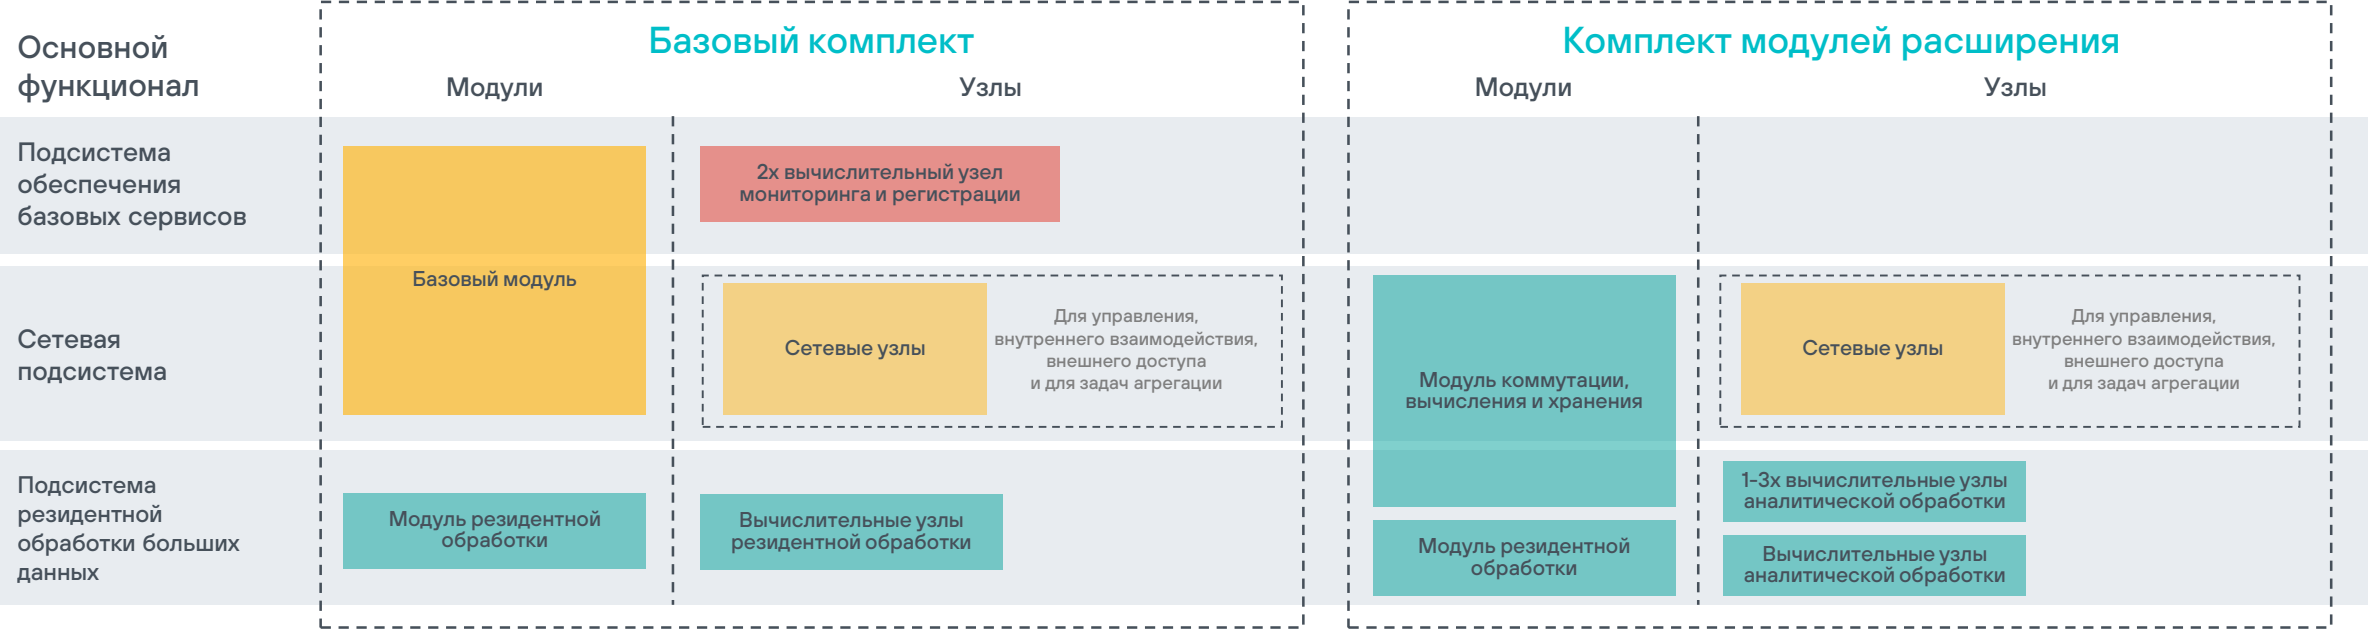 Основной
функционал
Базовый комплект
Модули
Узлы
Комплект модулей расширения
Модули
Узлы
Подсистема
обеспечения
базовых сервисов
2х вычислительный узел
мониторинга и регистрации
Базовый модуль
Сетевая
подсистема
Сетевые узлы
Для управления,
внутреннего взаимодействия,
внешнего доступа
и для задач агрегации
Модуль коммутации,
вычисления и хранения
Сетевые узлы
Для управления,
внутреннего взаимодействия,
внешнего доступа
и для задач агрегации
Подсистема
резидентной
обработки больших
данных
Модуль резидентной
обработки
Вычислительные узлы
резидентной обработки
Модуль резидентной
обработки
1-3х вычислительные узлы
аналитической обработки
Вычислительные узлы
аналитической обработки